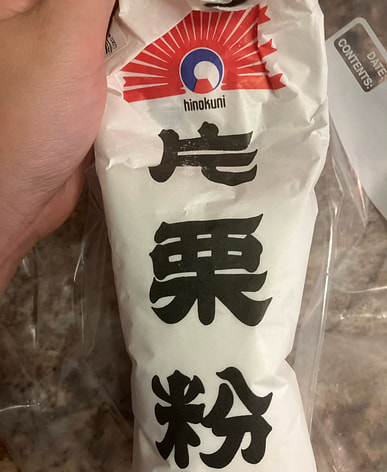 hinokuni
片
栗
粉
DATE
CONTENTS: